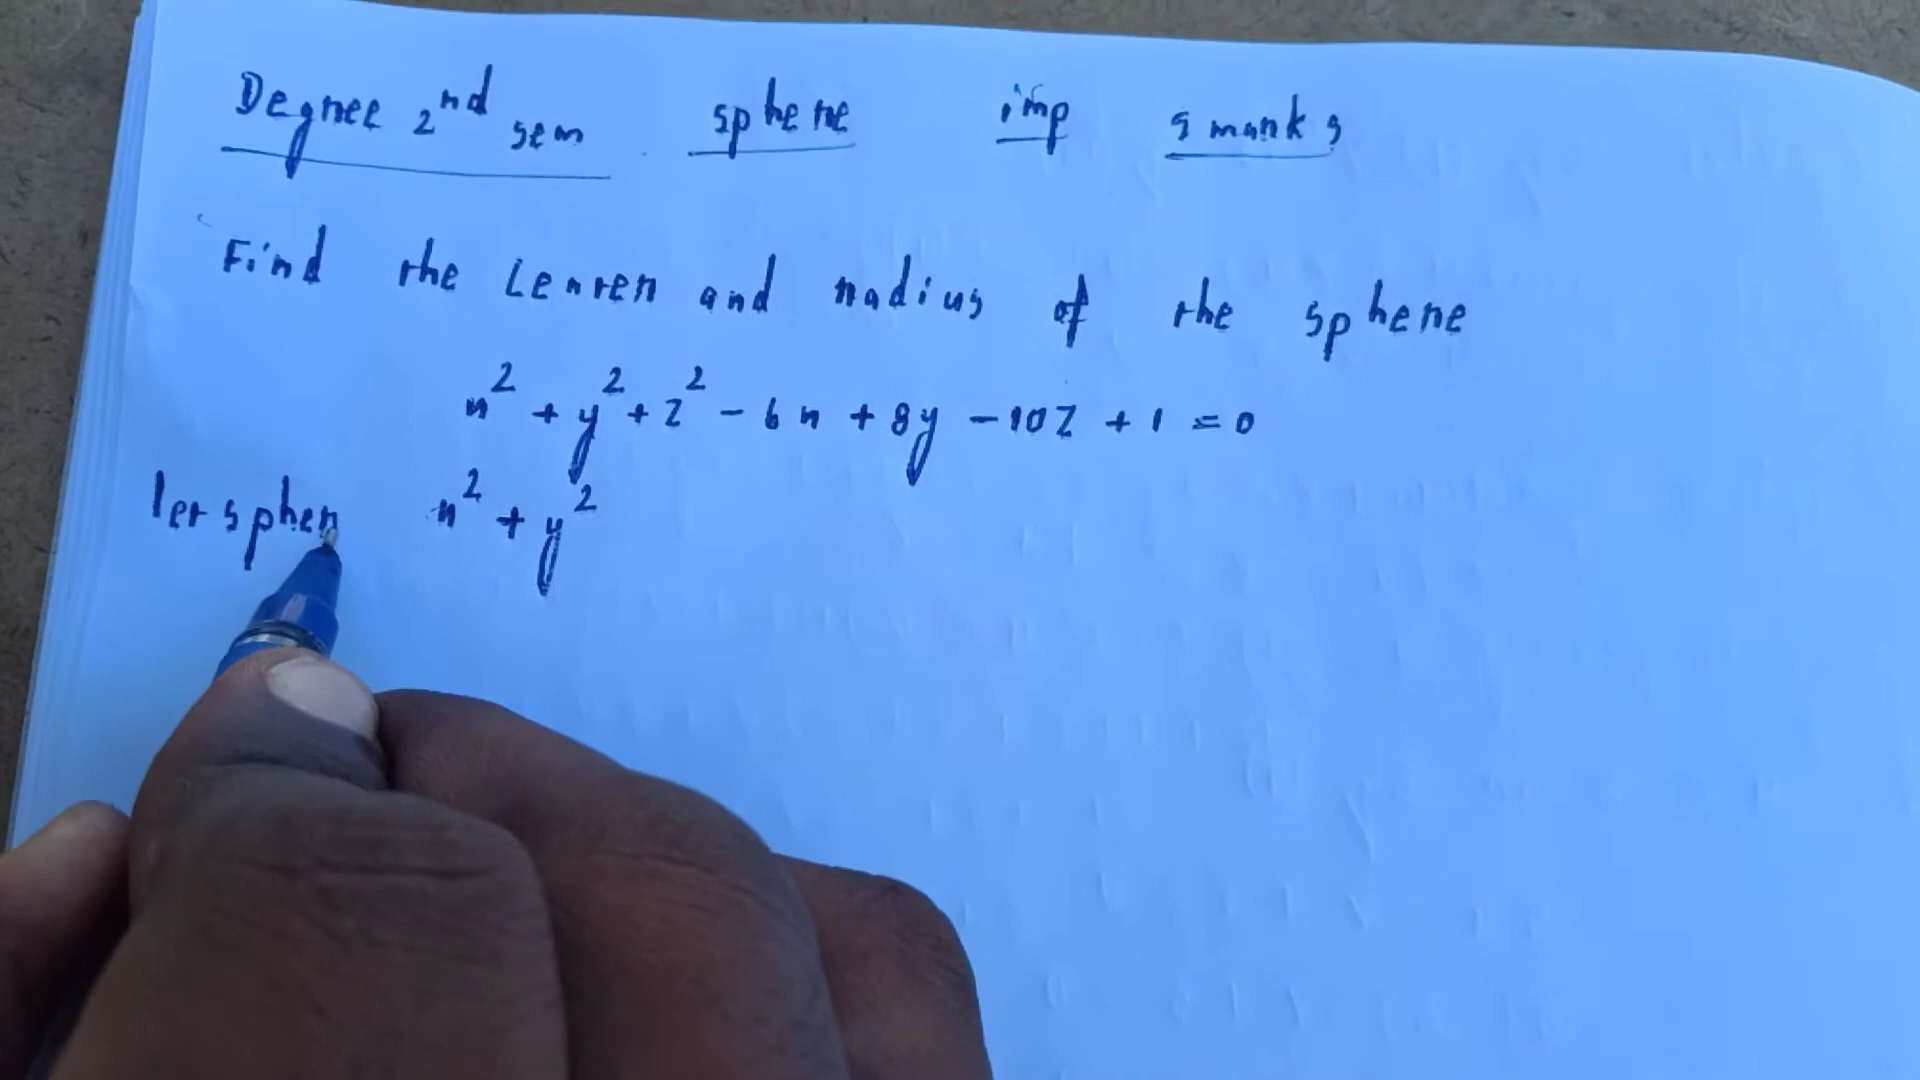 Degree 2nd sem sphere imp 5 marks
Find the center and radius of the sphere
x² + y² + z² - 6x + 8y - 10z + 1 = 0
let spher x² + y²